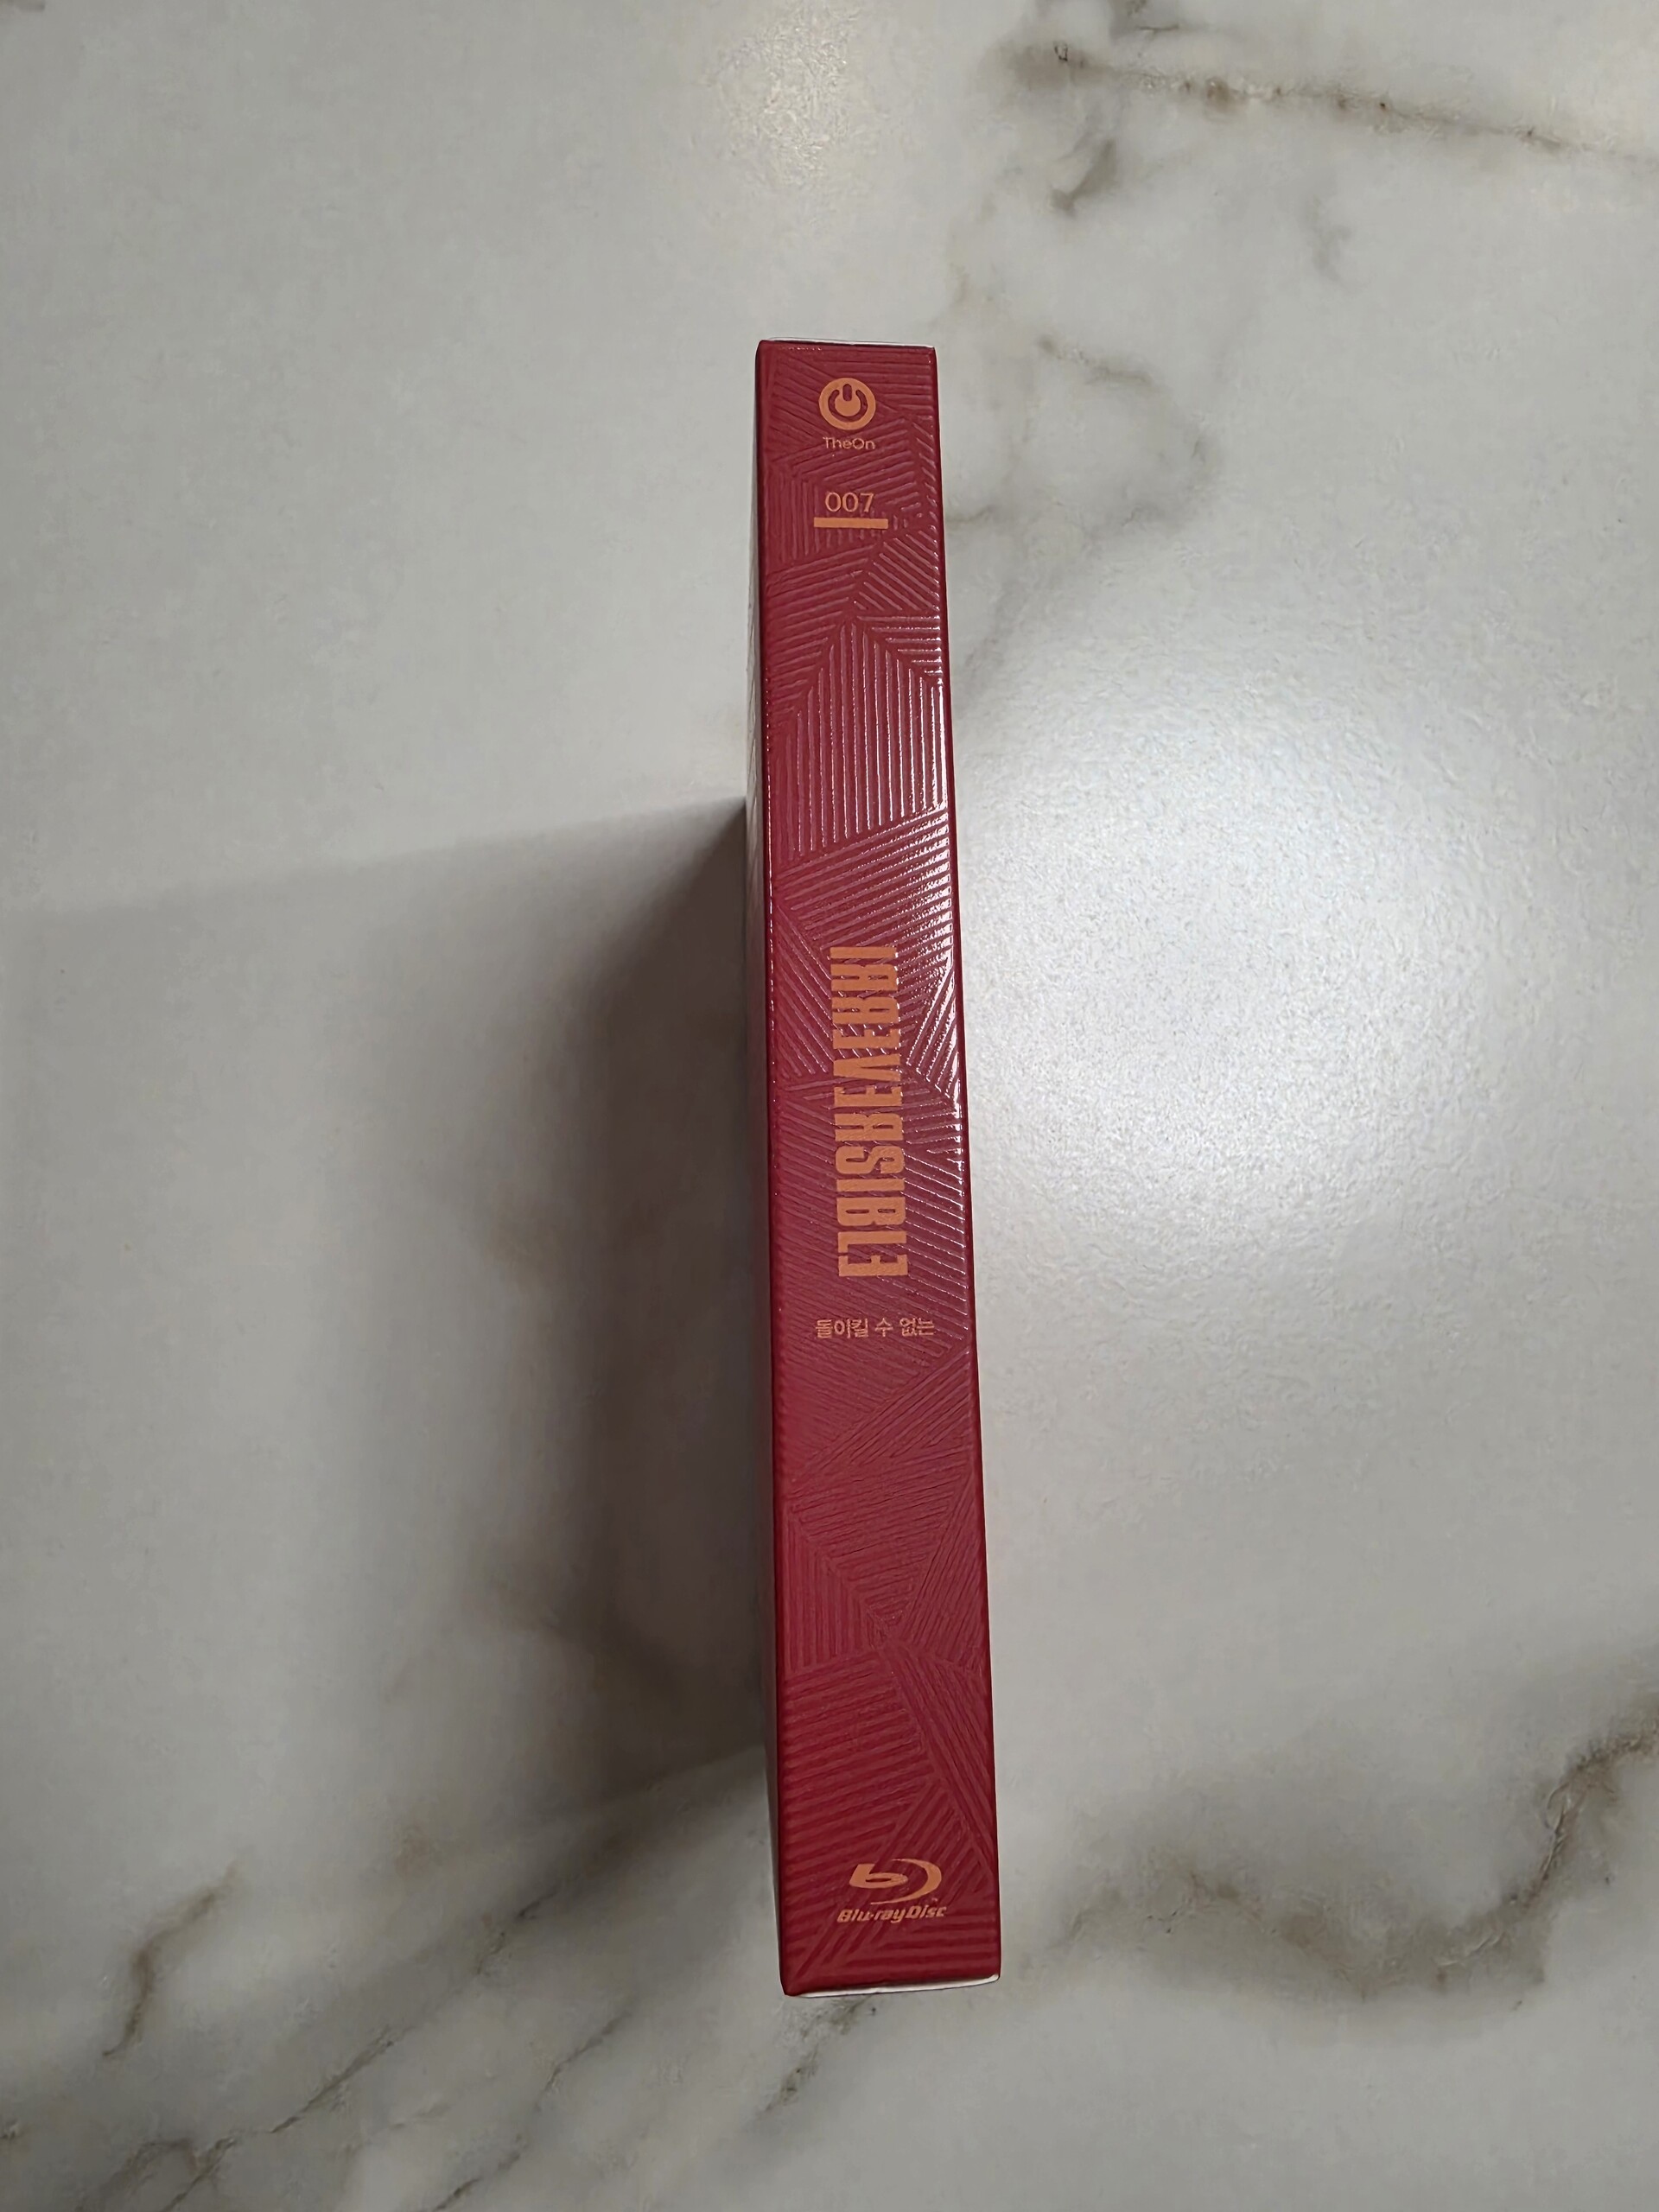 TheOn
007
IRREVERSIBLE
돌이킬 수 없는
Blu-ray Disc